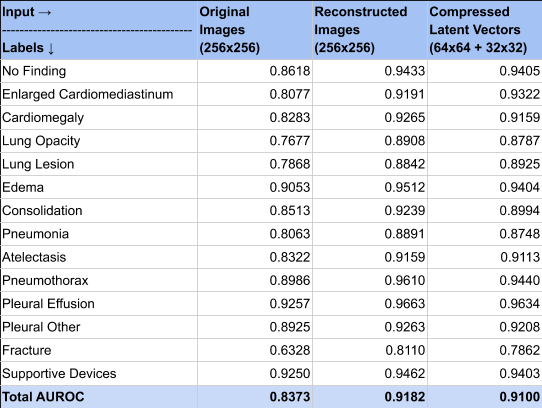 Input → Original Reconstructed Compressed
------------------------------------------ Images Images Latent Vectors
Labels ↓ (256x256) (256x256) (64x64 + 32x32)
No Finding 0.8618 0.9433 0.9405
Enlarged Cardiomediastinum 0.8077 0.9191 0.9322
Cardiomegaly 0.8283 0.9265 0.9159
Lung Opacity 0.7677 0.8908 0.8787
Lung Lesion 0.7868 0.8842 0.8925
Edema 0.9053 0.9512 0.9404
Consolidation 0.8513 0.9239 0.8994
Pneumonia 0.8063 0.8891 0.8748
Atelectasis 0.8322 0.9159 0.9113
Pneumothorax 0.8986 0.9610 0.9440
Pleural Effusion 0.9257 0.9663 0.9634
Pleural Other 0.8925 0.9263 0.9208
Fracture 0.6328 0.8110 0.7862
Supportive Devices 0.9250 0.9462 0.9403
Total AUROC 0.8373 0.9182 0.9100